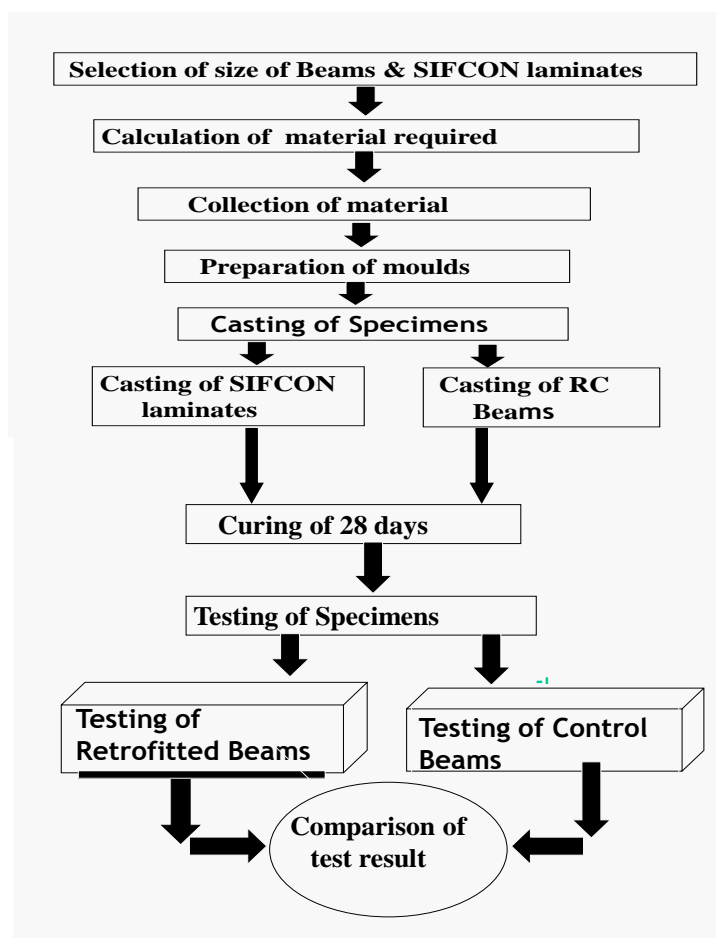 Selection of size of Beams & SIFCON laminates
Calculation of material required
Collection of material
Preparation of moulds
Casting of Specimens
Casting of SIFCON
laminates
Casting of RC
Beams
Curing of 28 days
Testing of Specimens
Testing of
Retrofitted Beams
Testing of Control
Beams
Comparison of
test result